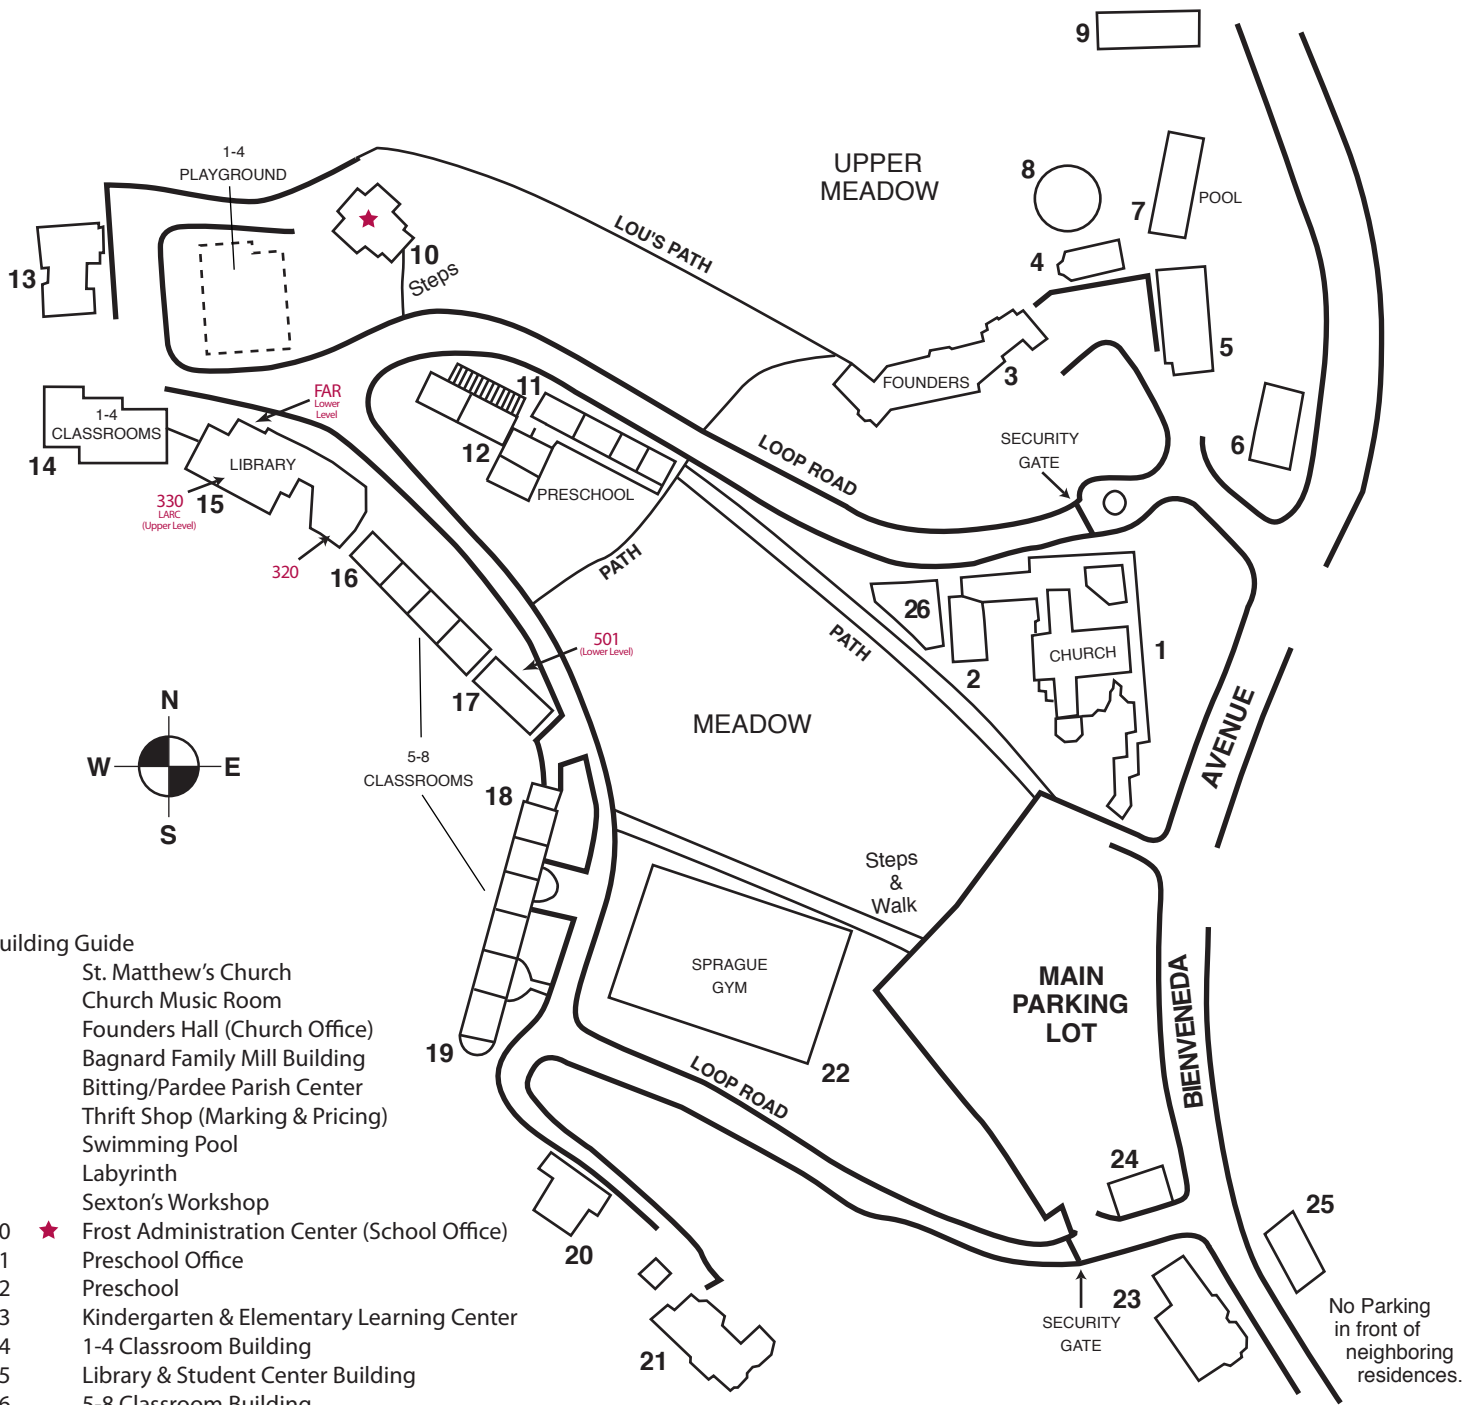 9
UPPER
MEADOW
8
7
POOL
4
5
6
1-4
PLAYGROUND
10
Steps
13
LOU'S PATH
FOUNDERS
3
SECURITY
GATE
LOOP ROAD
FAR
Lower
Level
11
12
PRESCHOOL
1-4
CLASSROOMS
14
LIBRARY
330
LARC
(Upper Level)
15
320
16
PATH
PATH
26
2
CHURCH
1
501
(Lower Level)
17
MEADOW
N
W
E
S
5-8
CLASSROOMS
18
AVENUE
Steps
&
Walk
SPRAGUE
GYM
MAIN
PARKING
LOT
BIENVENEDA
19
22
LOOP ROAD
20
21
24
25
23
SECURITY
GATE
No Parking
in front of
neighboring
residences.
uilding Guide
St. Matthew's Church
Church Music Room
Founders Hall (Church Office)
Bagnard Family Mill Building
Bitting/Pardee Parish Center
Thrift Shop (Marking & Pricing)
Swimming Pool
Labyrinth
Sexton's Workshop
0 Frost Administration Center (School Office)
1 Preschool Office
2 Preschool
3 Kindergarten & Elementary Learning Center
4 1-4 Classroom Building
5 Library & Student Center Building
6 5-8 Classroom Building